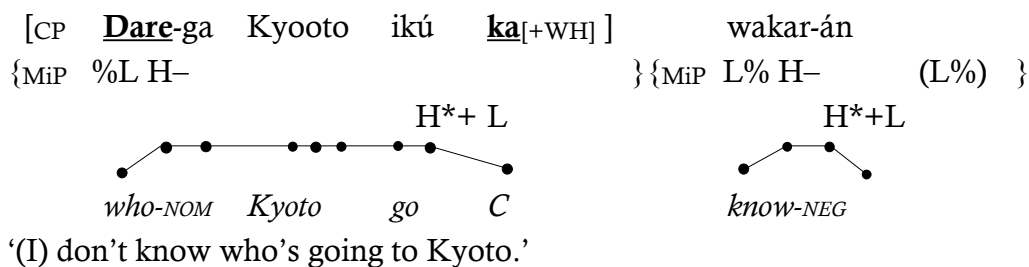 [CP Dare-ga Kyooto ikú ka[+WH] ] wakar-án
{MiP %L H– }{MiP L% H– (L%) }
H*+ L H*+L
who-NOM Kyoto go C know-NEG
‘(I) don’t know who’s going to Kyoto.’